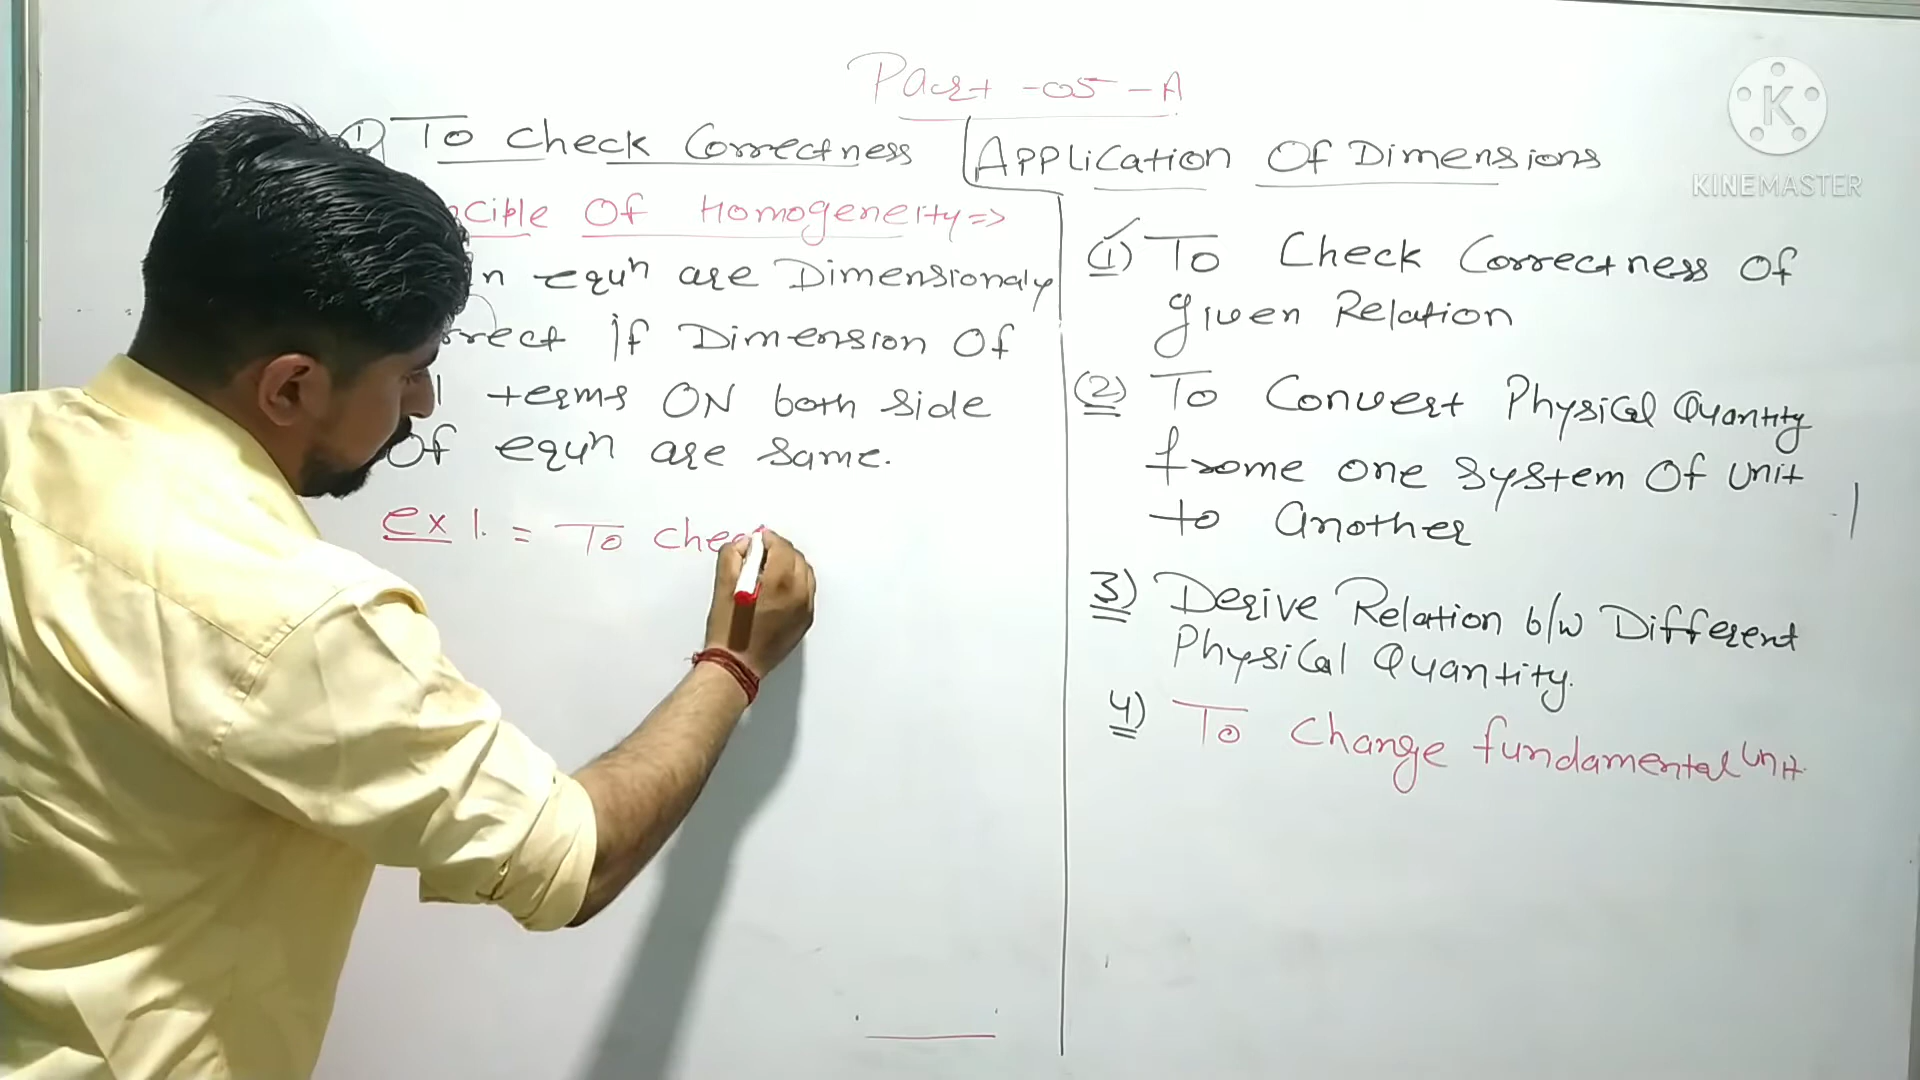 Part -05-A
① To Check Correctness
ciple Of Homogeneity⇒
n equⁿ are Dimensionaly
rrect if Dimension Of
l terms ON both side
Of equⁿ are same.
ex 1. = To chec
Application Of Dimensions
(1) To Check Correctness Of
given Relation
(2) To Convert Physical Quantity
frome one system Of Unit
to Another
3) Derive Relation b/w Different
Physical Quantity.
4) To Change fundamental Unit
K
KINEMASTER